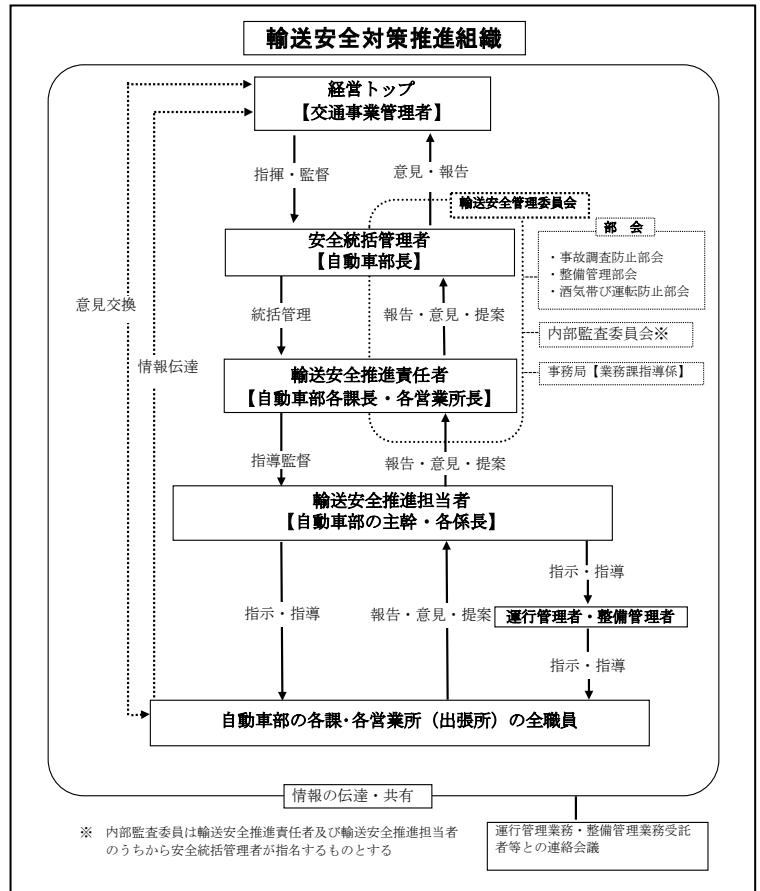 輸送安全対策推進組織
経営トップ
【交通事業管理者】
指揮・監督
意見・報告
輸送安全管理委員会
部 会
・事故調査防止部会
・整備管理部会
・酒気帯び運転防止部会
安全統括管理者
【自動車部長】
意見交換
統括管理
報告・意見・提案
内部監査委員会※
情報伝達
事務局【業務課指導係】
輸送安全推進責任者
【自動車部各課長・各営業所長】
指導監督
報告・意見・提案
輸送安全推進担当者
【自動車部の主幹・各係長】
指示・指導
指示・指導
報告・意見・提案
運行管理者・整備管理者
指示・指導
自動車部の各課・各営業所（出張所）の全職員
情報の伝達・共有
※ 内部監査委員は輸送安全推進責任者及び輸送安全推進担当者
のうちから安全統括管理者が指名するものとする
運行管理業務・整備管理業務受託
者等との連絡会議